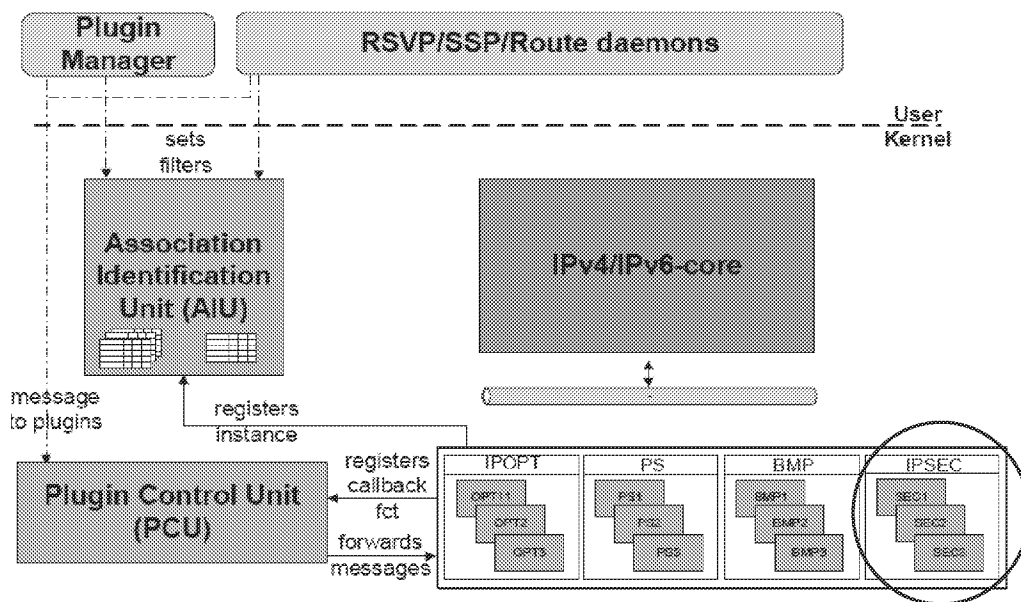 Plugin
Manager
RSVP/SSP/Route daemons
User
Kernel
sets
filters
Association
Identification
Unit (AIU)
IPv4/IPv6-core
message
to plugins
registers
instance
Plugin Control Unit
(PCU)
registers
callback
fct
forwards
messages
IPOPT
OPT1
OPT2
OPT3
PS
PS1
PS2
PS3
BMP
BMP1
BMP2
BMP3
IPSEC
SEC1
SEC2
SEC3